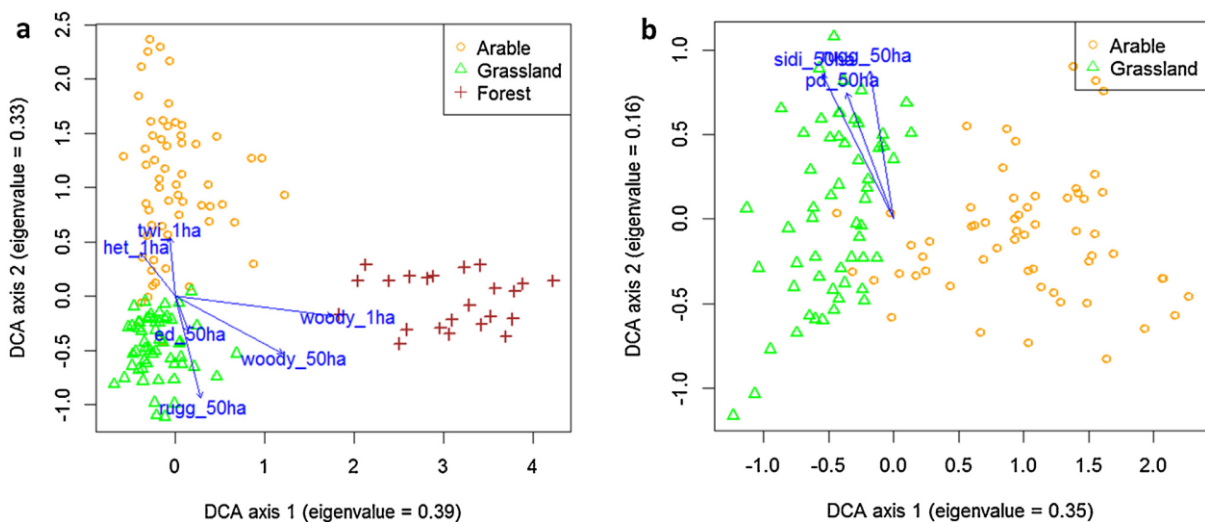 a
DCA axis 2 (eigenvalue = 0.33)
2.5
2.0
1.5
1.0
0.5
0.0
-0.5
-1.0
Arable
Grassland
Forest
twi_1ha
het_1ha
woody_1ha
ed_50ha
woody_50ha
rugg_50ha
0 1 2 3 4
DCA axis 1 (eigenvalue = 0.39)
b
DCA axis 2 (eigenvalue = 0.16)
1.0
0.5
0.0
-0.5
-1.0
Arable
Grassland
sidi_50ha
rugg_50ha
pd_50ha
-1.0 -0.5 0.0 0.5 1.0 1.5 2.0
DCA axis 1 (eigenvalue = 0.35)